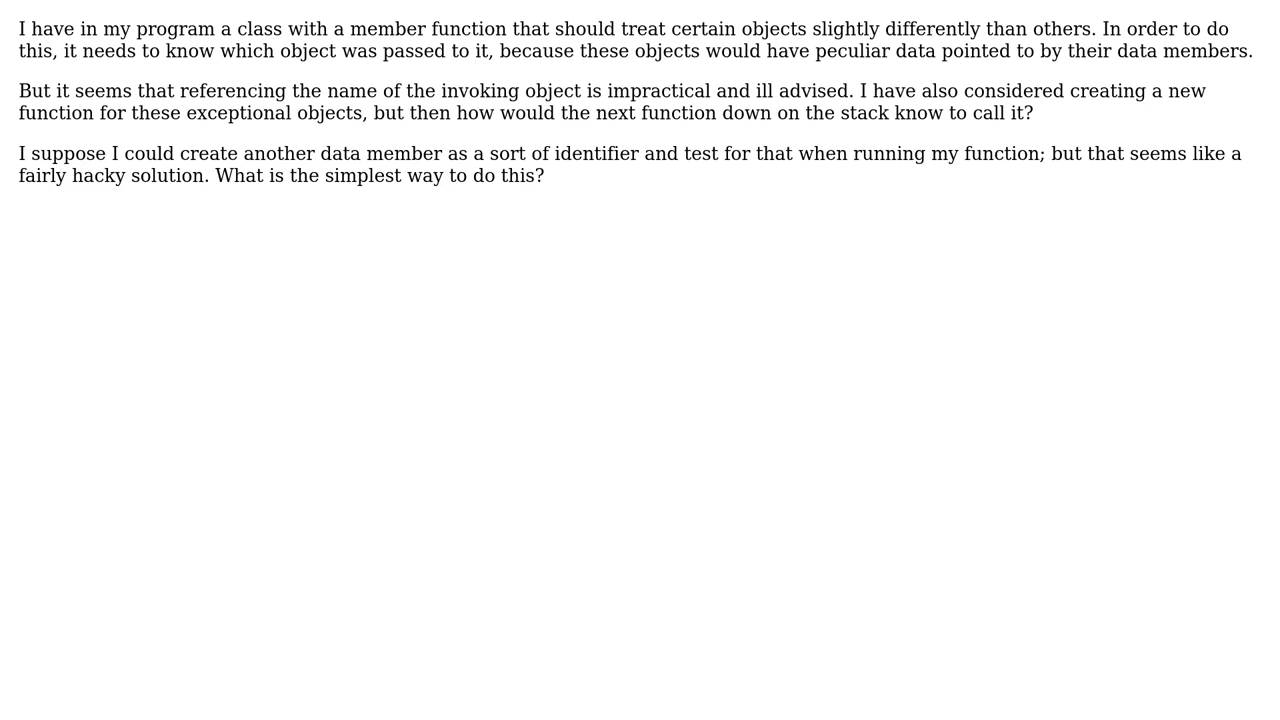 I have in my program a class with a member function that should treat certain objects slightly differently than others. In order to do
this, it needs to know which object was passed to it, because these objects would have peculiar data pointed to by their data members.
But it seems that referencing the name of the invoking object is impractical and ill advised. I have also considered creating a new
function for these exceptional objects, but then how would the next function down on the stack know to call it?
I suppose I could create another data member as a sort of identifier and test for that when running my function; but that seems like a
fairly hacky solution. What is the simplest way to do this?